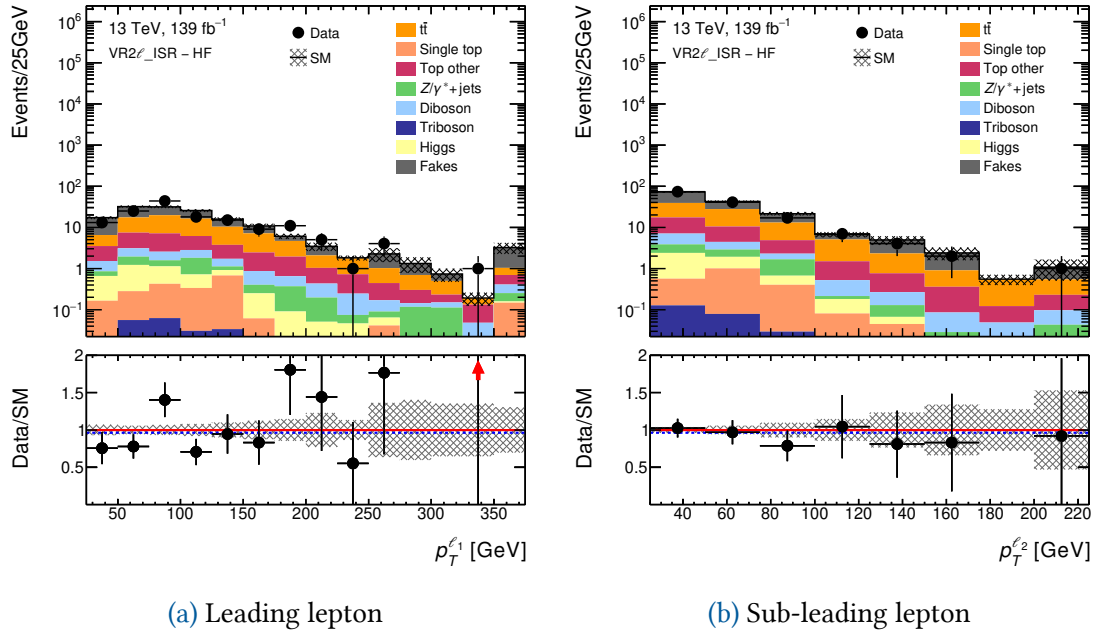 13 TeV, 139 fb⁻¹
VR2ℓ_ISR − HF
Data
SM
tt̄
Single top
Top other
Z/γ*+jets
Diboson
Triboson
Higgs
Fakes
Events/25GeV
10⁶
10⁵
10⁴
10³
10²
10
1
10⁻¹
Data/SM
2
1.5
1
0.5
50 100 150 200 250 300 350
p_T^ℓ₁ [GeV]
(a) Leading lepton
13 TeV, 139 fb⁻¹
VR2ℓ_ISR − HF
Data
SM
tt̄
Single top
Top other
Z/γ*+jets
Diboson
Triboson
Higgs
Fakes
Events/25GeV
10⁶
10⁵
10⁴
10³
10²
10
1
10⁻¹
Data/SM
2
1.5
1
0.5
40 60 80 100 120 140 160 180 200 220
p_T^ℓ₂ [GeV]
(b) Sub-leading lepton